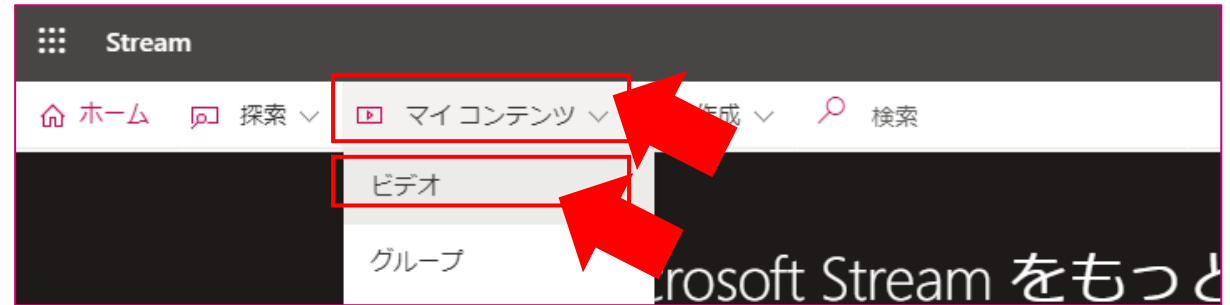 Stream
ホーム 探索 マイ コンテンツ 作成 検索
ビデオ
グループ
crosoft Stream をもっと